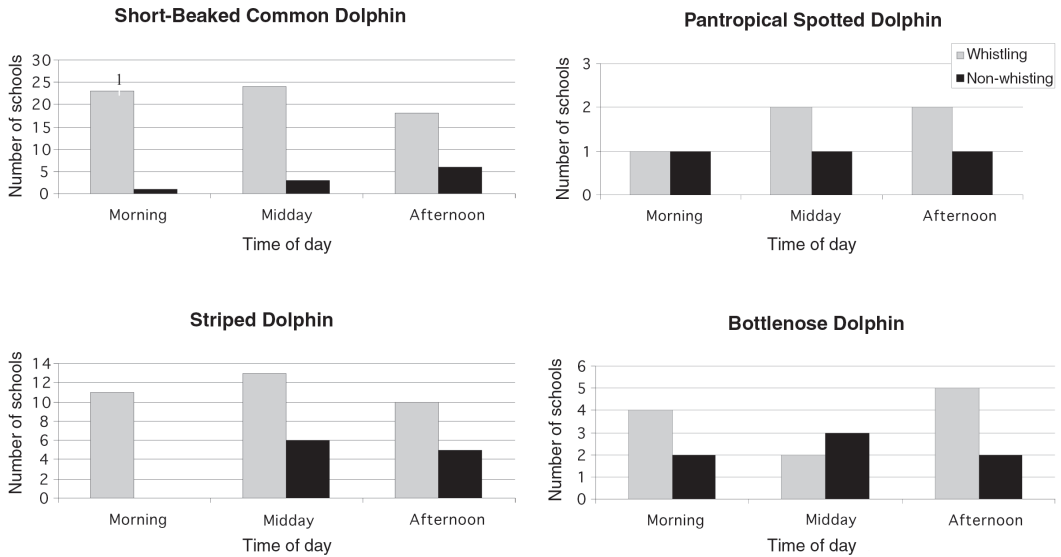 Short-Beaked Common Dolphin
Number of schools
30
25
20
15
10
5
0
1
Morning
Midday
Afternoon
Time of day
Pantropical Spotted Dolphin
Whistling
Non-whisting
Number of schools
3
2
1
0
Morning
Midday
Afternoon
Time of day
Striped Dolphin
Number of schools
14
12
10
8
6
4
2
0
Morning
Midday
Afternoon
Time of day
Bottlenose Dolphin
Number of schools
6
5
4
3
2
1
0
Morning
Midday
Afternoon
Time of day